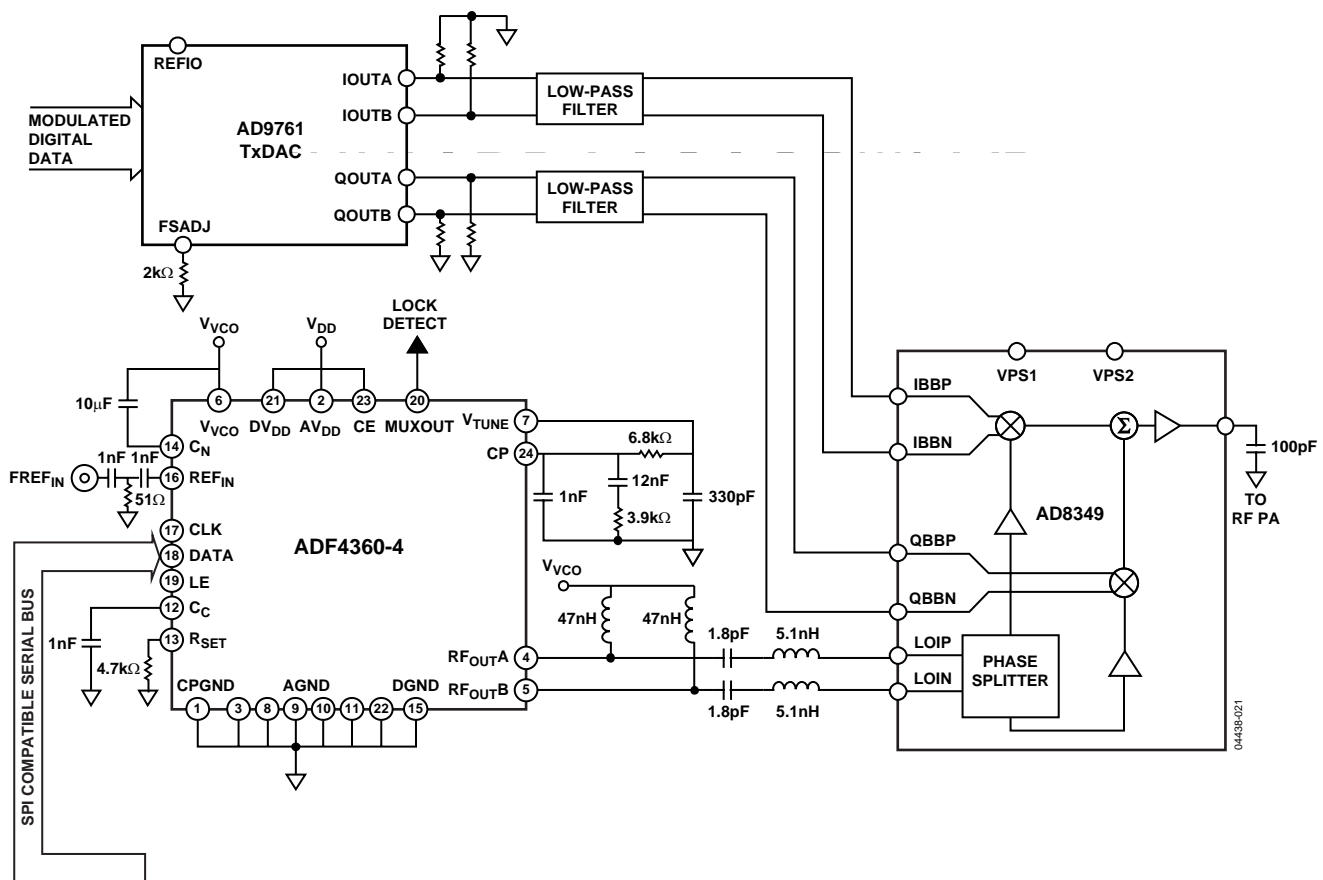 REFIO
IOUTA
IOUTB
LOW-PASS
FILTER
MODULATED
DIGITAL
DATA
AD9761
TxDAC
QOUTA
QOUTB
LOW-PASS
FILTER
FSADJ
2kΩ
LOCK
DETECT
VVCO
VDD
10µF
6
21
2
23
20
VVCO
DVDD
AVDD
CE
MUXOUT
VTUNE
7
CP
24
6.8kΩ
1nF
12nF
3.9kΩ
330pF
14
CN
FREFIN
1nF
1nF
16
REFIN
51Ω
17
CLK
18
DATA
19
LE
12
CC
13
RSET
1nF
4.7kΩ
ADF4360-4
SPI COMPATIBLE SERIAL BUS
CPGND
AGND
DGND
1
3
8
9
10
11
22
15
VVCO
47nH
47nH
1.8pF
5.1nH
RFOUTA
4
RFOUTB
5
1.8pF
5.1nH
VPS1
VPS2
IBBP
IBBN
Σ
100pF
TO
RF PA
AD8349
QBBP
QBBN
LOIP
LOIN
PHASE
SPLITTER
04438-021